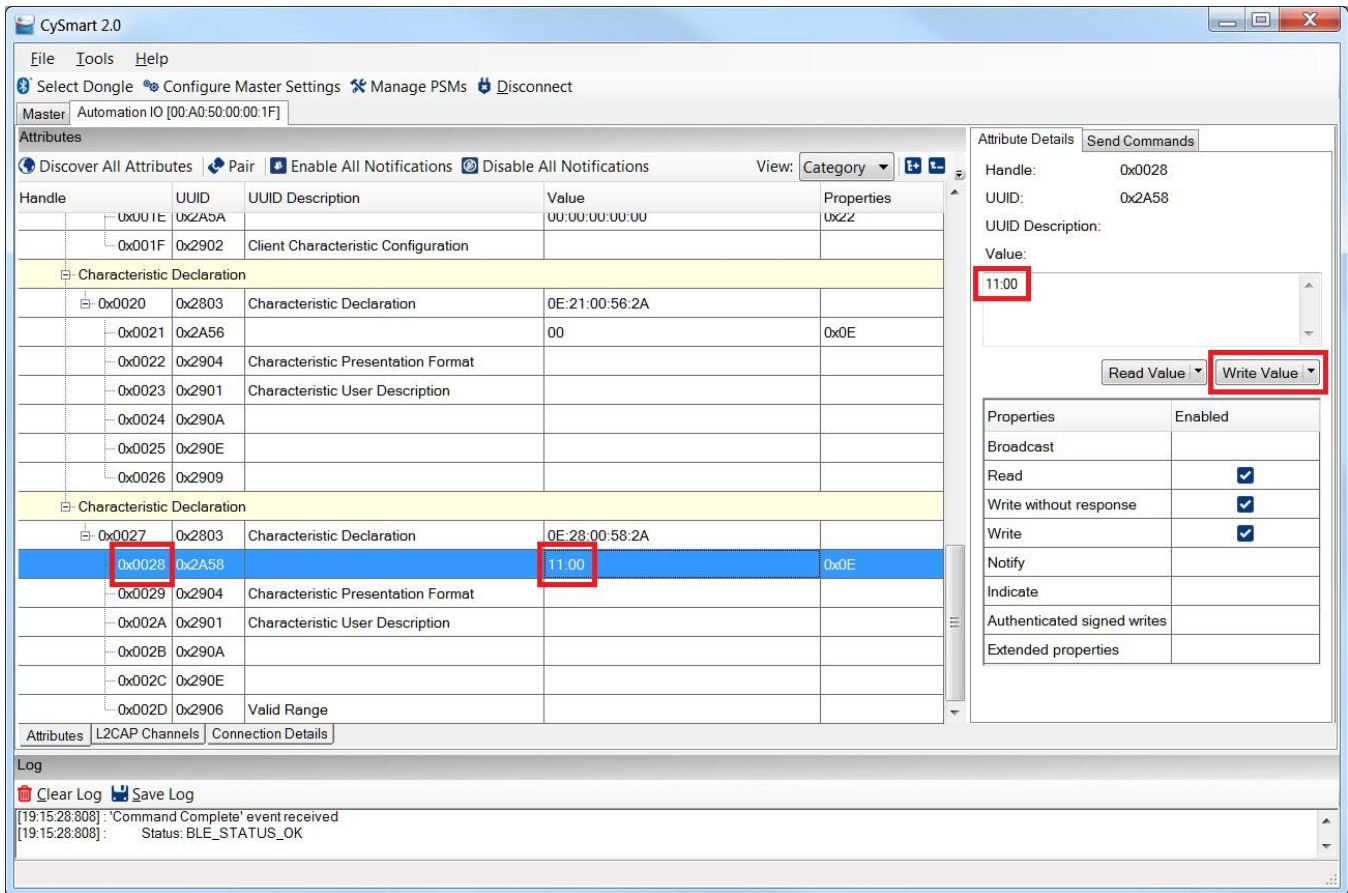 CySmart 2.0
File Tools Help
Select Dongle Configure Master Settings Manage PSMs Disconnect
Master Automation IO [00:A0:50:00:00:1F]
Attributes
Discover All Attributes Pair Enable All Notifications Disable All Notifications View: Category
Handle UUID UUID Description Value Properties
0x001E 0x2A5A 00:00:00:00:00 0x22
0x001F 0x2902 Client Characteristic Configuration
Characteristic Declaration
0x0020 0x2803 Characteristic Declaration 0E:21:00:56:2A
0x0021 0x2A56 00 0x0E
0x0022 0x2904 Characteristic Presentation Format
0x0023 0x2901 Characteristic User Description
0x0024 0x290A
0x0025 0x290E
0x0026 0x2909
Characteristic Declaration
0x0027 0x2803 Characteristic Declaration 0E:28:00:58:2A
0x0028 0x2A58 11:00 0x0E
0x0029 0x2904 Characteristic Presentation Format
0x002A 0x2901 Characteristic User Description
0x002B 0x290A
0x002C 0x290E
0x002D 0x2906 Valid Range
Attributes L2CAP Channels Connection Details
Attribute Details Send Commands
Handle: 0x0028
UUID: 0x2A58
UUID Description:
Value:
11:00
Read Value Write Value
Properties Enabled
Broadcast
Read
Write without response
Write
Notify
Indicate
Authenticated signed writes
Extended properties
Log
Clear Log Save Log
[19:15:28:808] : 'Command Complete' event received
[19:15:28:808] : Status: BLE_STATUS_OK